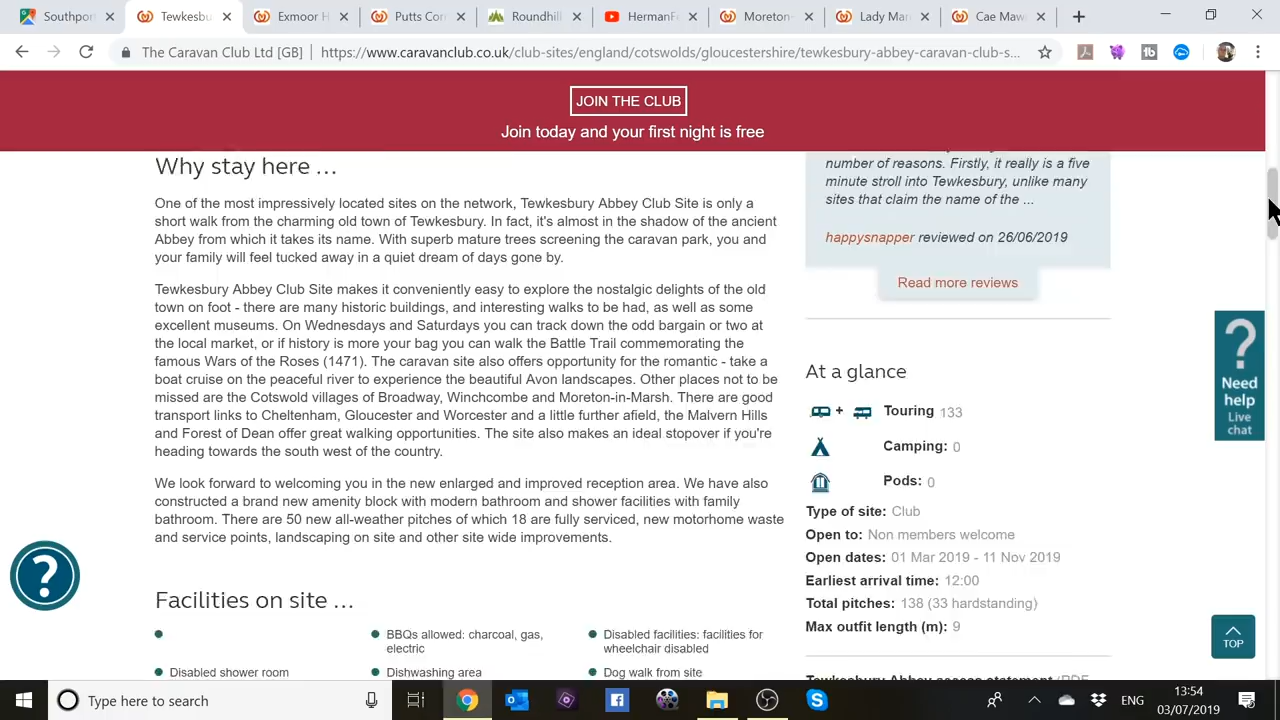 Southport
Tewkesbu
Exmoor H
Putts Cor
Roundhill
HermanFe
Moreton-
Lady Mar
Cae Maw
The Caravan Club Ltd [GB] | https://www.caravanclub.co.uk/club-sites/england/cotswolds/gloucestershire/tewkesbury-abbey-caravan-club-s...
JOIN THE CLUB
Join today and your first night is free
Why stay here ...
One of the most impressively located sites on the network, Tewkesbury Abbey Club Site is only a
short walk from the charming old town of Tewkesbury. In fact, it's almost in the shadow of the ancient
Abbey from which it takes its name. With superb mature trees screening the caravan park, you and
your family will feel tucked away in a quiet dream of days gone by.
Tewkesbury Abbey Club Site makes it conveniently easy to explore the nostalgic delights of the old
town on foot - there are many historic buildings, and interesting walks to be had, as well as some
excellent museums. On Wednesdays and Saturdays you can track down the odd bargain or two at
the local market, or if history is more your bag you can walk the Battle Trail commemorating the
famous Wars of the Roses (1471). The caravan site also offers opportunity for the romantic - take a
boat cruise on the peaceful river to experience the beautiful Avon landscapes. Other places not to be
missed are the Cotswold villages of Broadway, Winchcombe and Moreton-in-Marsh. There are good
transport links to Cheltenham, Gloucester and Worcester and a little further afield, the Malvern Hills
and Forest of Dean offer great walking opportunities. The site also makes an ideal stopover if you're
heading towards the south west of the country.
We look forward to welcoming you in the new enlarged and improved reception area. We have also
constructed a brand new amenity block with modern bathroom and shower facilities with family
bathroom. There are 50 new all-weather pitches of which 18 are fully serviced, new motorhome waste
and service points, landscaping on site and other site wide improvements.
Facilities on site ...
BBQs allowed: charcoal, gas,
electric
Disabled facilities: facilities for
wheelchair disabled
Disabled shower room
Dishwashing area
Dog walk from site
number of reasons. Firstly, it really is a five
minute stroll into Tewkesbury, unlike many
sites that claim the name of the ...
happysnapper reviewed on 26/06/2019
Read more reviews
At a glance
+ Touring 133
Camping: 0
Pods: 0
Type of site: Club
Open to: Non members welcome
Open dates: 01 Mar 2019 - 11 Nov 2019
Earliest arrival time: 12:00
Total pitches: 138 (33 hardstanding)
Max outfit length (m): 9
Tewkesbury Abbey access statement (PDF
?
Need
help
Live
chat
?
TOP
Type here to search
ENG
13:54
03/07/2019